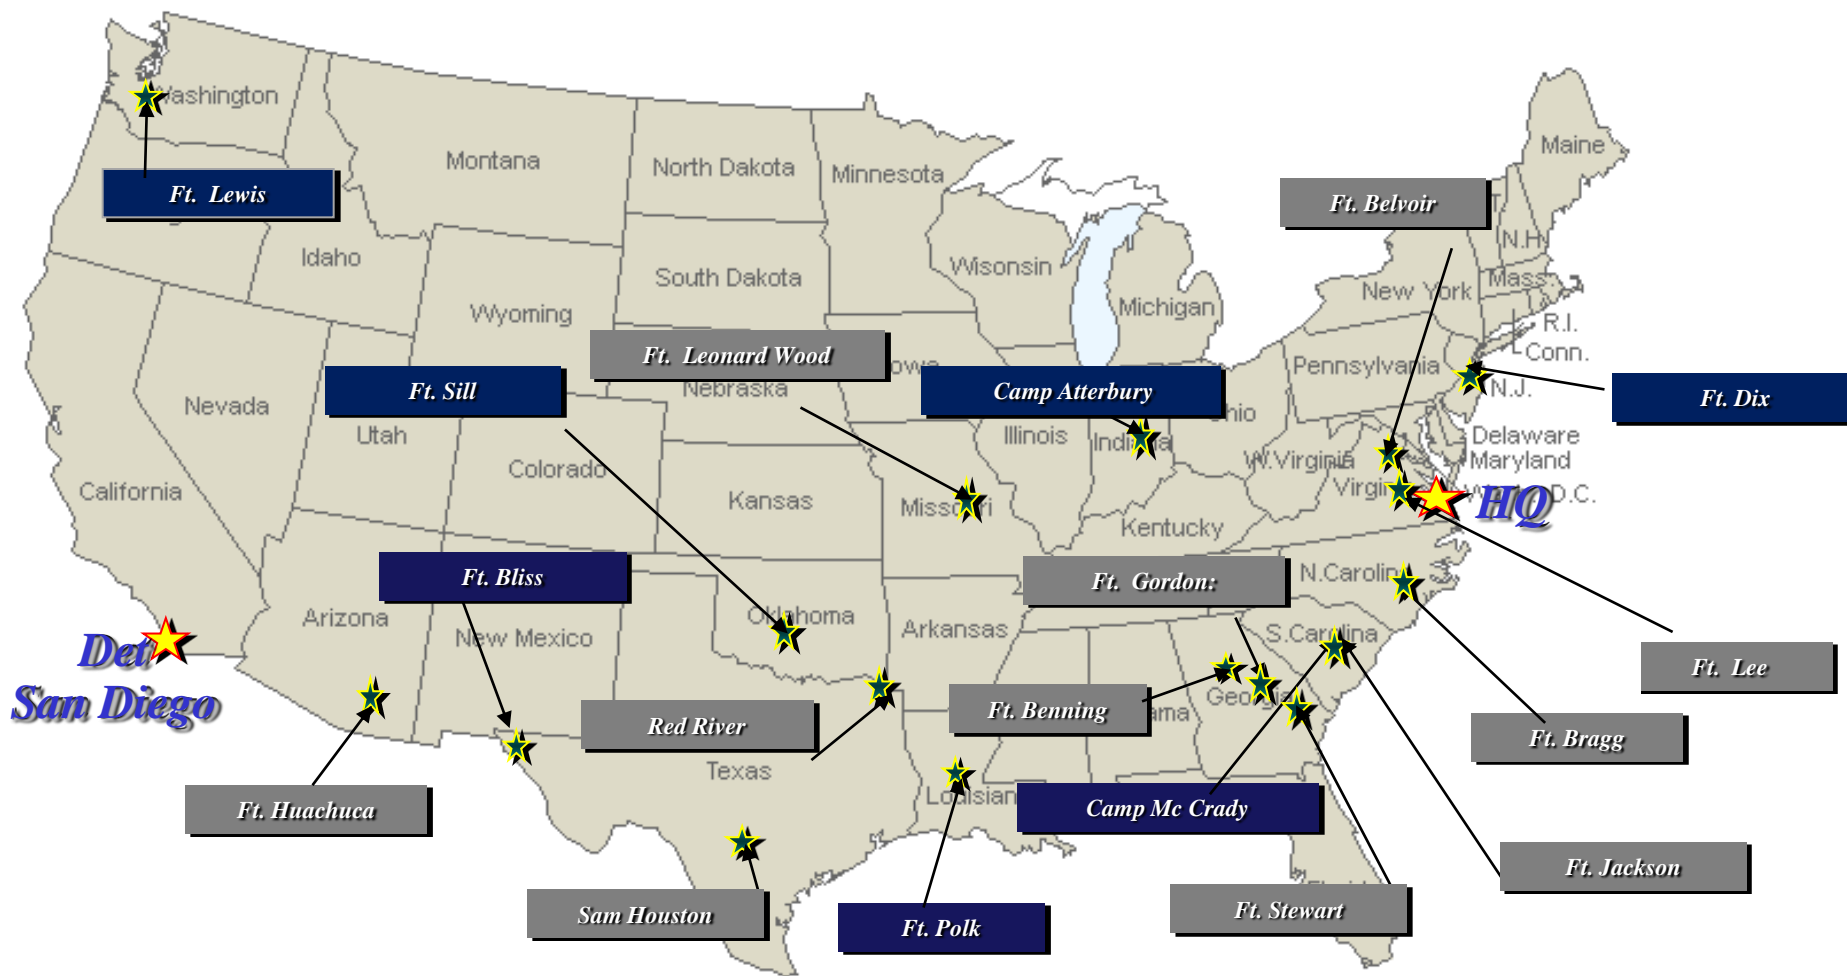 Washington
Montana
North Dakota
Minnesota
Maine
Ft. Lewis
Ft. Belvoir
N.H.
Idaho
Wisonsin
South Dakota
Mass.
New York
Michigan
Wyoming
R.I.
Conn.
Ft. Leonard Wood
Pennsylvania
Ft. Sill
Nebraska
Camp Atterbury
N.J.
Ft. Dix
Nevada
Utah
Illinois
Delaware
Maryland
Colorado
W.Virginia
California
Kansas
D.C.
HQ
Kentucky
Ft. Bliss
Ft. Gordon:
Arizona
Oklahoma
New Mexico
Arkansas
S.Carolina
Det
San Diego
Ft. Lee
Georgia
Ft. Benning
Red River
Ft. Bragg
Texas
Ft. Huachuca
Camp Mc Crady
Ft. Jackson
Sam Houston
Ft. Polk
Ft. Stewart